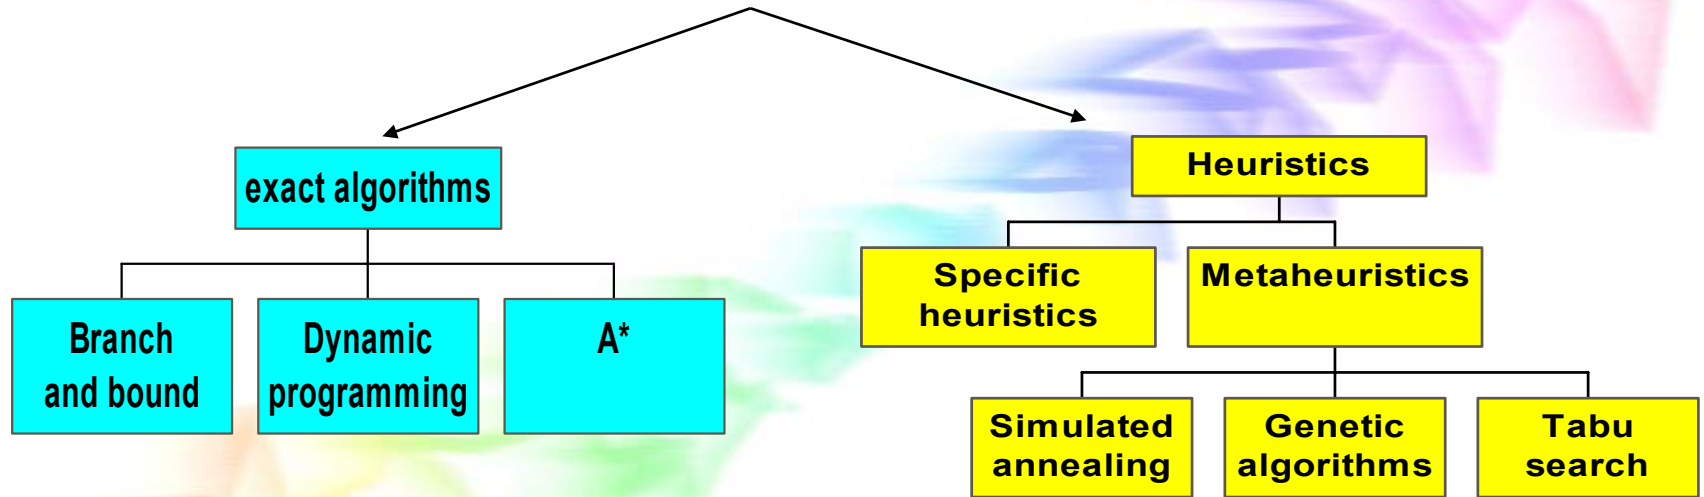 exact algorithms
Branch
and bound
Dynamic
programming
A*
Heuristics
Specific
heuristics
Metaheuristics
Simulated
annealing
Genetic
algorithms
Tabu
search